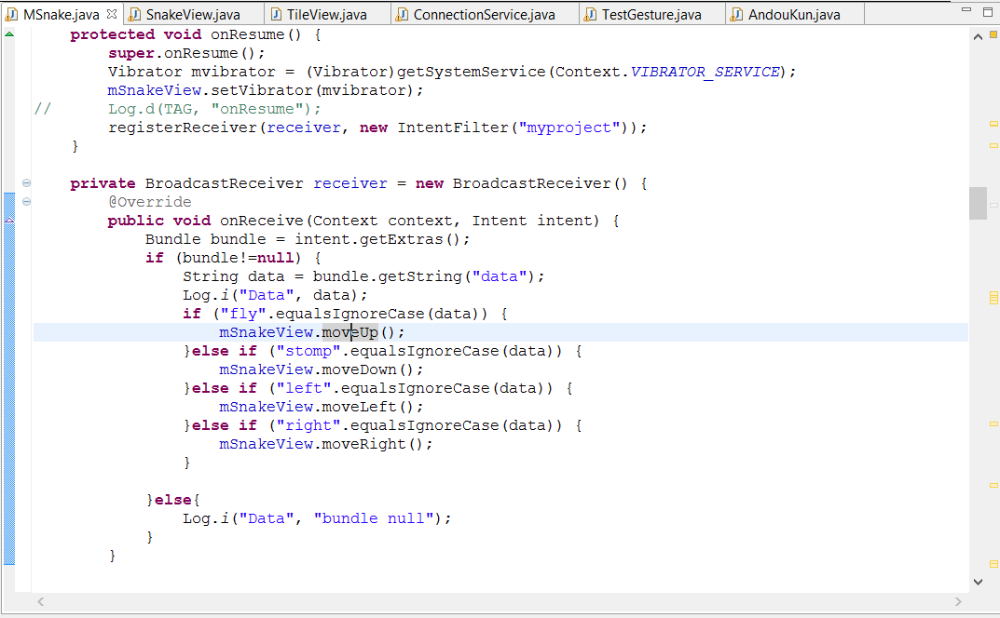 MSnake.java SnakeView.java TileView.java ConnectionService.java TestGesture.java AndouKun.java
    protected void onResume() {
        super.onResume();
        Vibrator mvibrator = (Vibrator)getSystemService(Context.VIBRATOR_SERVICE);
        mSnakeView.setVibrator(mvibrator);
//      Log.d(TAG, "onResume");
        registerReceiver(receiver, new IntentFilter("myproject"));
    }
    private BroadcastReceiver receiver = new BroadcastReceiver() {
        @Override
        public void onReceive(Context context, Intent intent) {
            Bundle bundle = intent.getExtras();
            if (bundle!=null) {
                String data = bundle.getString("data");
                Log.i("Data", data);
                if ("fly".equalsIgnoreCase(data)) {
                    mSnakeView.moveUp();
                }else if ("stomp".equalsIgnoreCase(data)) {
                    mSnakeView.moveDown();
                }else if ("left".equalsIgnoreCase(data)) {
                    mSnakeView.moveLeft();
                }else if ("right".equalsIgnoreCase(data)) {
                    mSnakeView.moveRight();
                }
            }else{
                Log.i("Data", "bundle null");
            }
        }